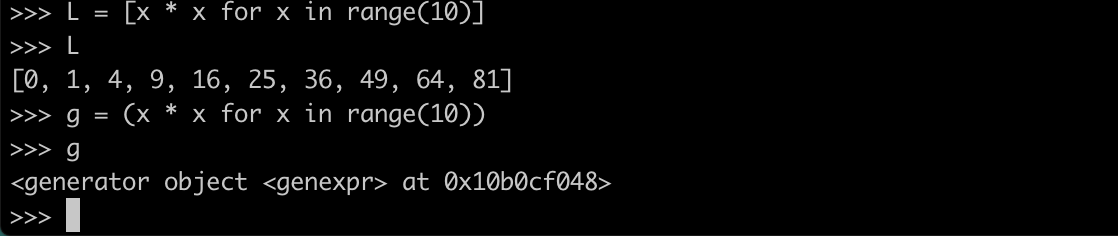 >>> L = [x * x for x in range(10)]
>>> L
[0, 1, 4, 9, 16, 25, 36, 49, 64, 81]
>>> g = (x * x for x in range(10))
>>> g
<generator object <genexpr> at 0x10b0cf048>
>>>